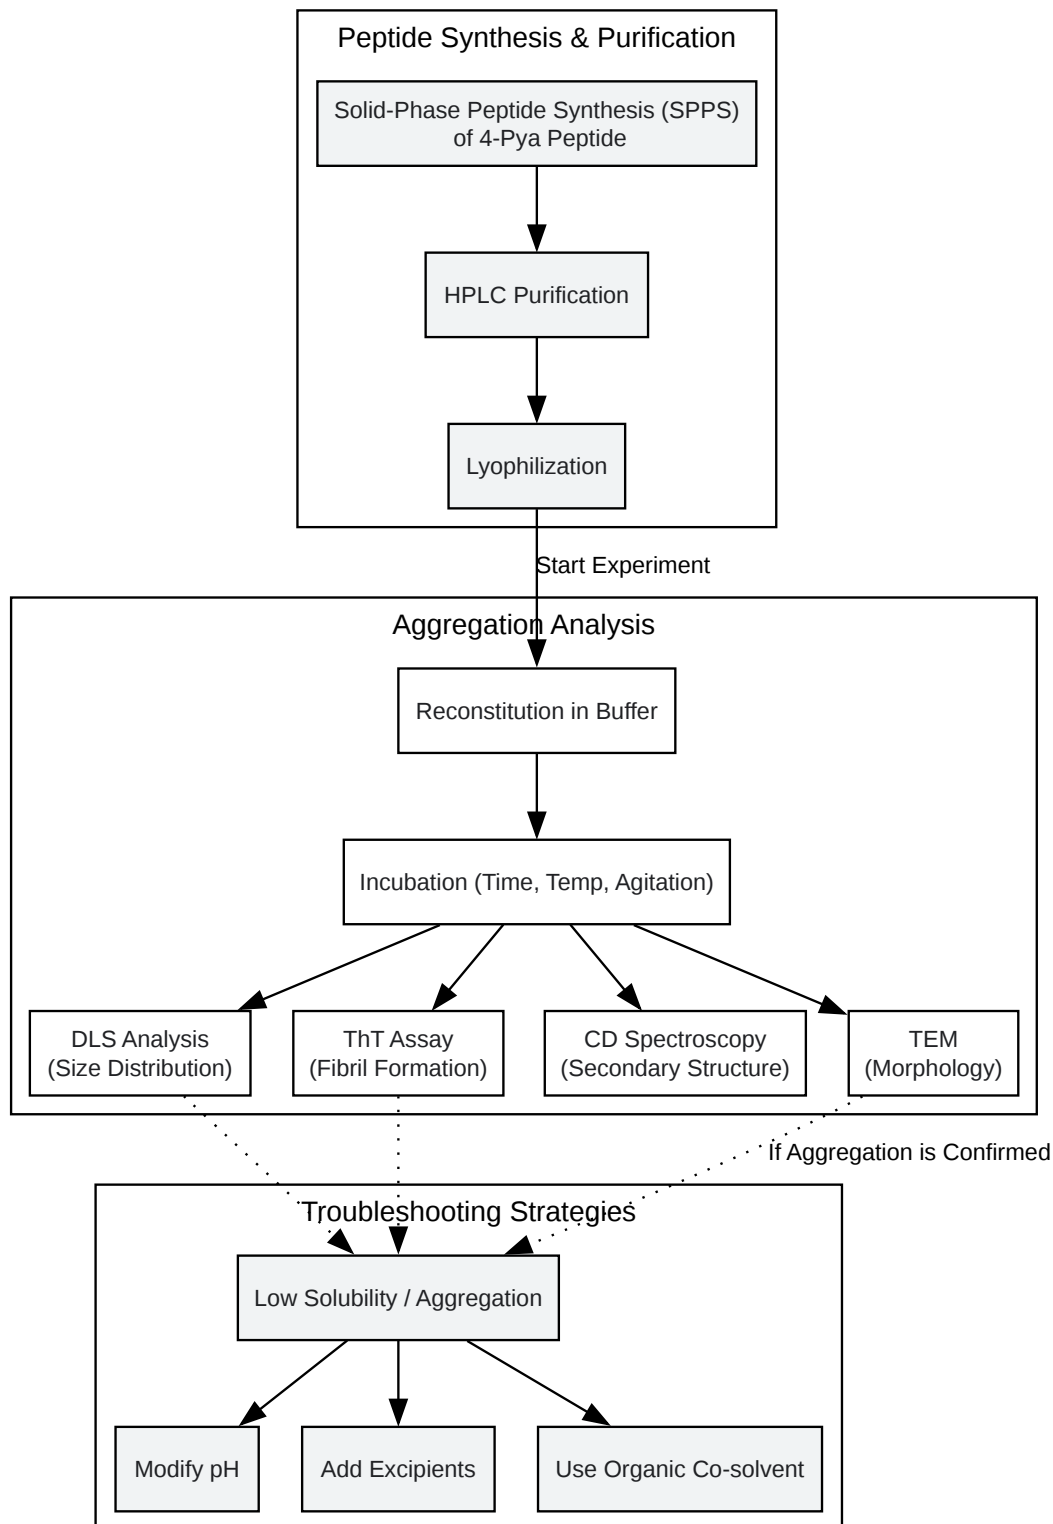 Peptide Synthesis & Purification
Solid-Phase Peptide Synthesis (SPPS)
of 4-Pya Peptide
HPLC Purification
Lyophilization
Start Experiment
Aggregation Analysis
Reconstitution in Buffer
Incubation (Time, Temp, Agitation)
DLS Analysis
(Size Distribution)
ThT Assay
(Fibril Formation)
CD Spectroscopy
(Secondary Structure)
TEM
(Morphology)
If Aggregation is Confirmed
Troubleshooting Strategies
Low Solubility / Aggregation
Modify pH
Add Excipients
Use Organic Co-solvent